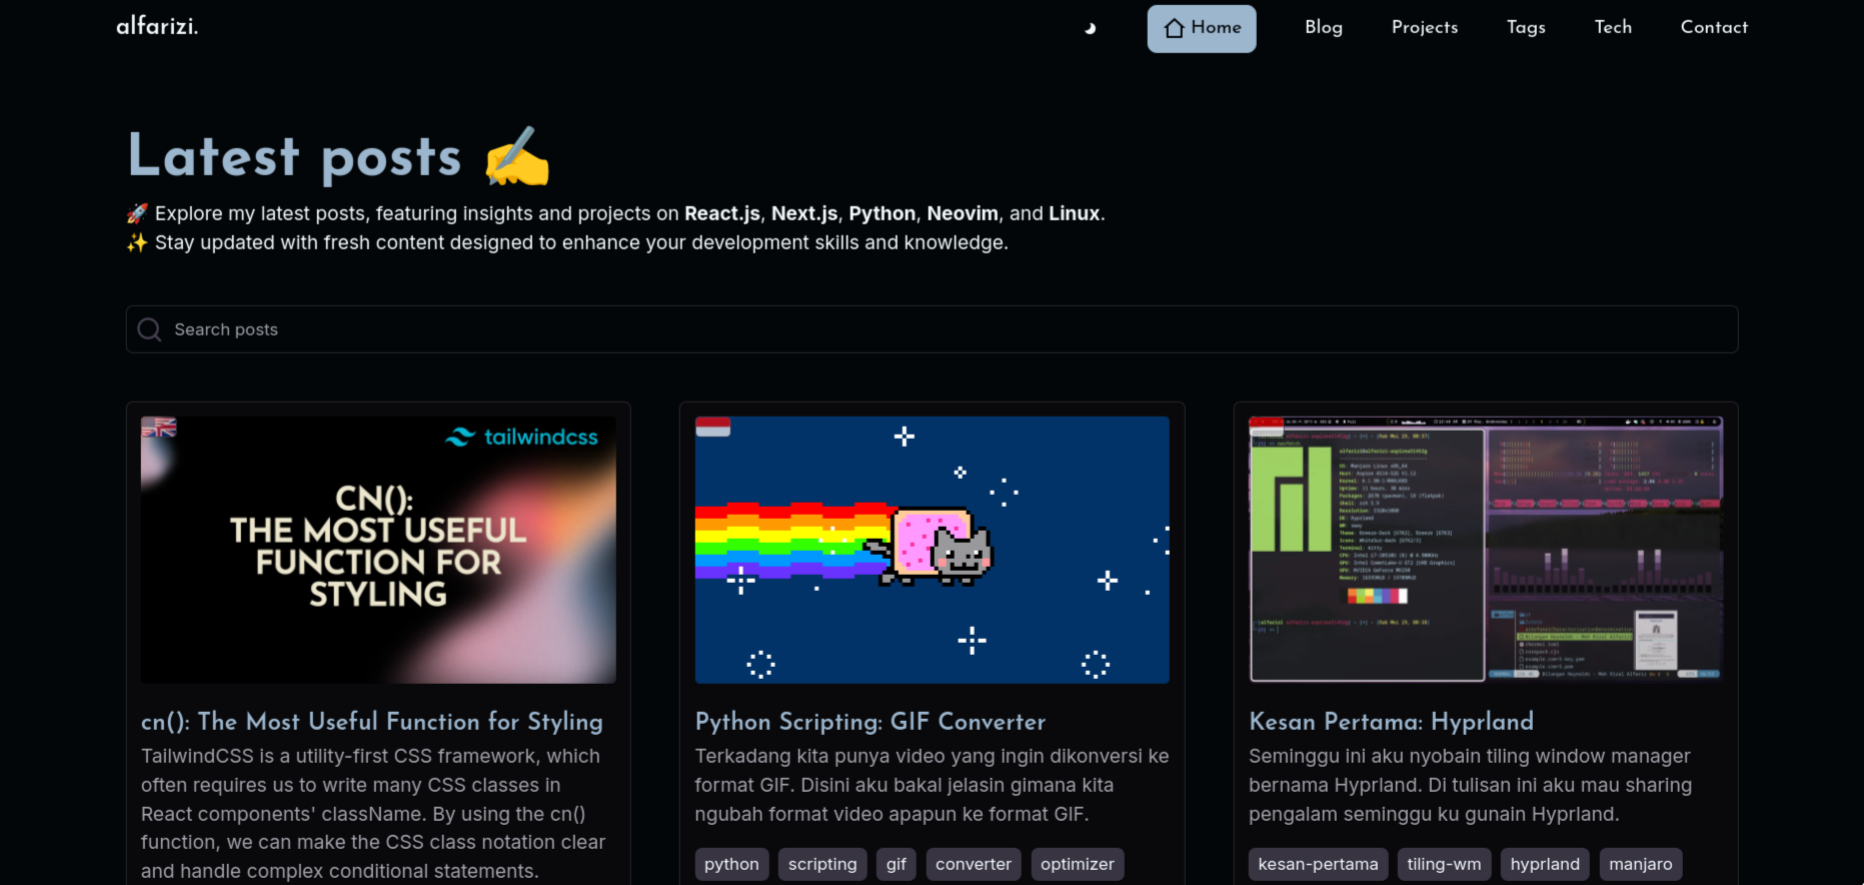 alfarizi.
Home
Blog
Projects
Tags
Tech
Contact
Latest posts ✍️
🚀 Explore my latest posts, featuring insights and projects on React.js, Next.js, Python, Neovim, and Linux.
✨ Stay updated with fresh content designed to enhance your development skills and knowledge.
Search posts
tailwindcss
CN():
THE MOST USEFUL
FUNCTION FOR
STYLING
cn(): The Most Useful Function for Styling
TailwindCSS is a utility-first CSS framework, which
often requires us to write many CSS classes in
React components' className. By using the cn()
function, we can make the CSS class notation clear
and handle complex conditional statements.
Python Scripting: GIF Converter
Terkadang kita punya video yang ingin dikonversi ke
format GIF. Disini aku bakal jelasin gimana kita
ngubah format video apapun ke format GIF.
python
scripting
gif
converter
optimizer
Kesan Pertama: Hyprland
Seminggu ini aku nyobain tiling window manager
bernama Hyprland. Di tulisan ini aku mau sharing
pengalam seminggu ku gunain Hyprland.
kesan-pertama
tiling-wm
hyprland
manjaro